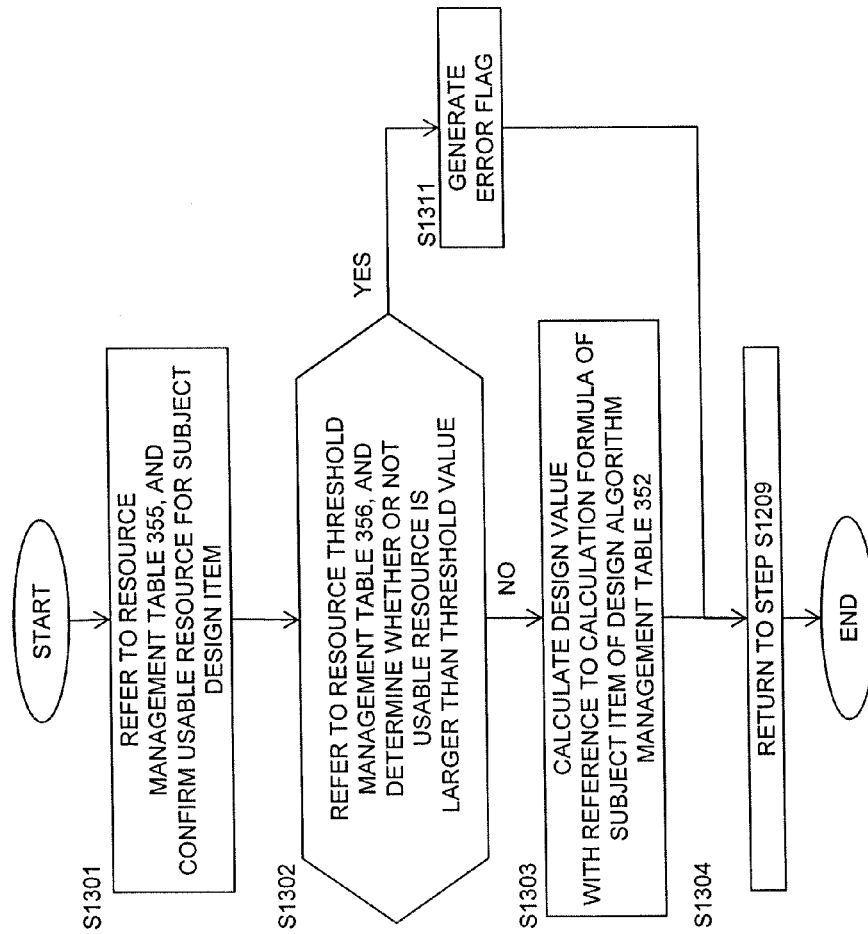 START
S1301
REFER TO RESOURCE
MANAGEMENT TABLE 355, AND
CONFIRM USABLE RESOURCE FOR SUBJECT
DESIGN ITEM
S1302
REFER TO RESOURCE THRESHOLD
MANAGEMENT TABLE 356, AND
DETERMINE WHETHER OR NOT
USABLE RESOURCE IS
LARGER THAN THRESHOLD VALUE
YES
S1311
GENERATE
ERROR FLAG
NO
S1303
CALCULATE DESIGN VALUE
WITH REFERENCE TO CALCULATION FORMULA OF
SUBJECT ITEM OF DESIGN ALGORITHM
MANAGEMENT TABLE 352
S1304
RETURN TO STEP S1209
END